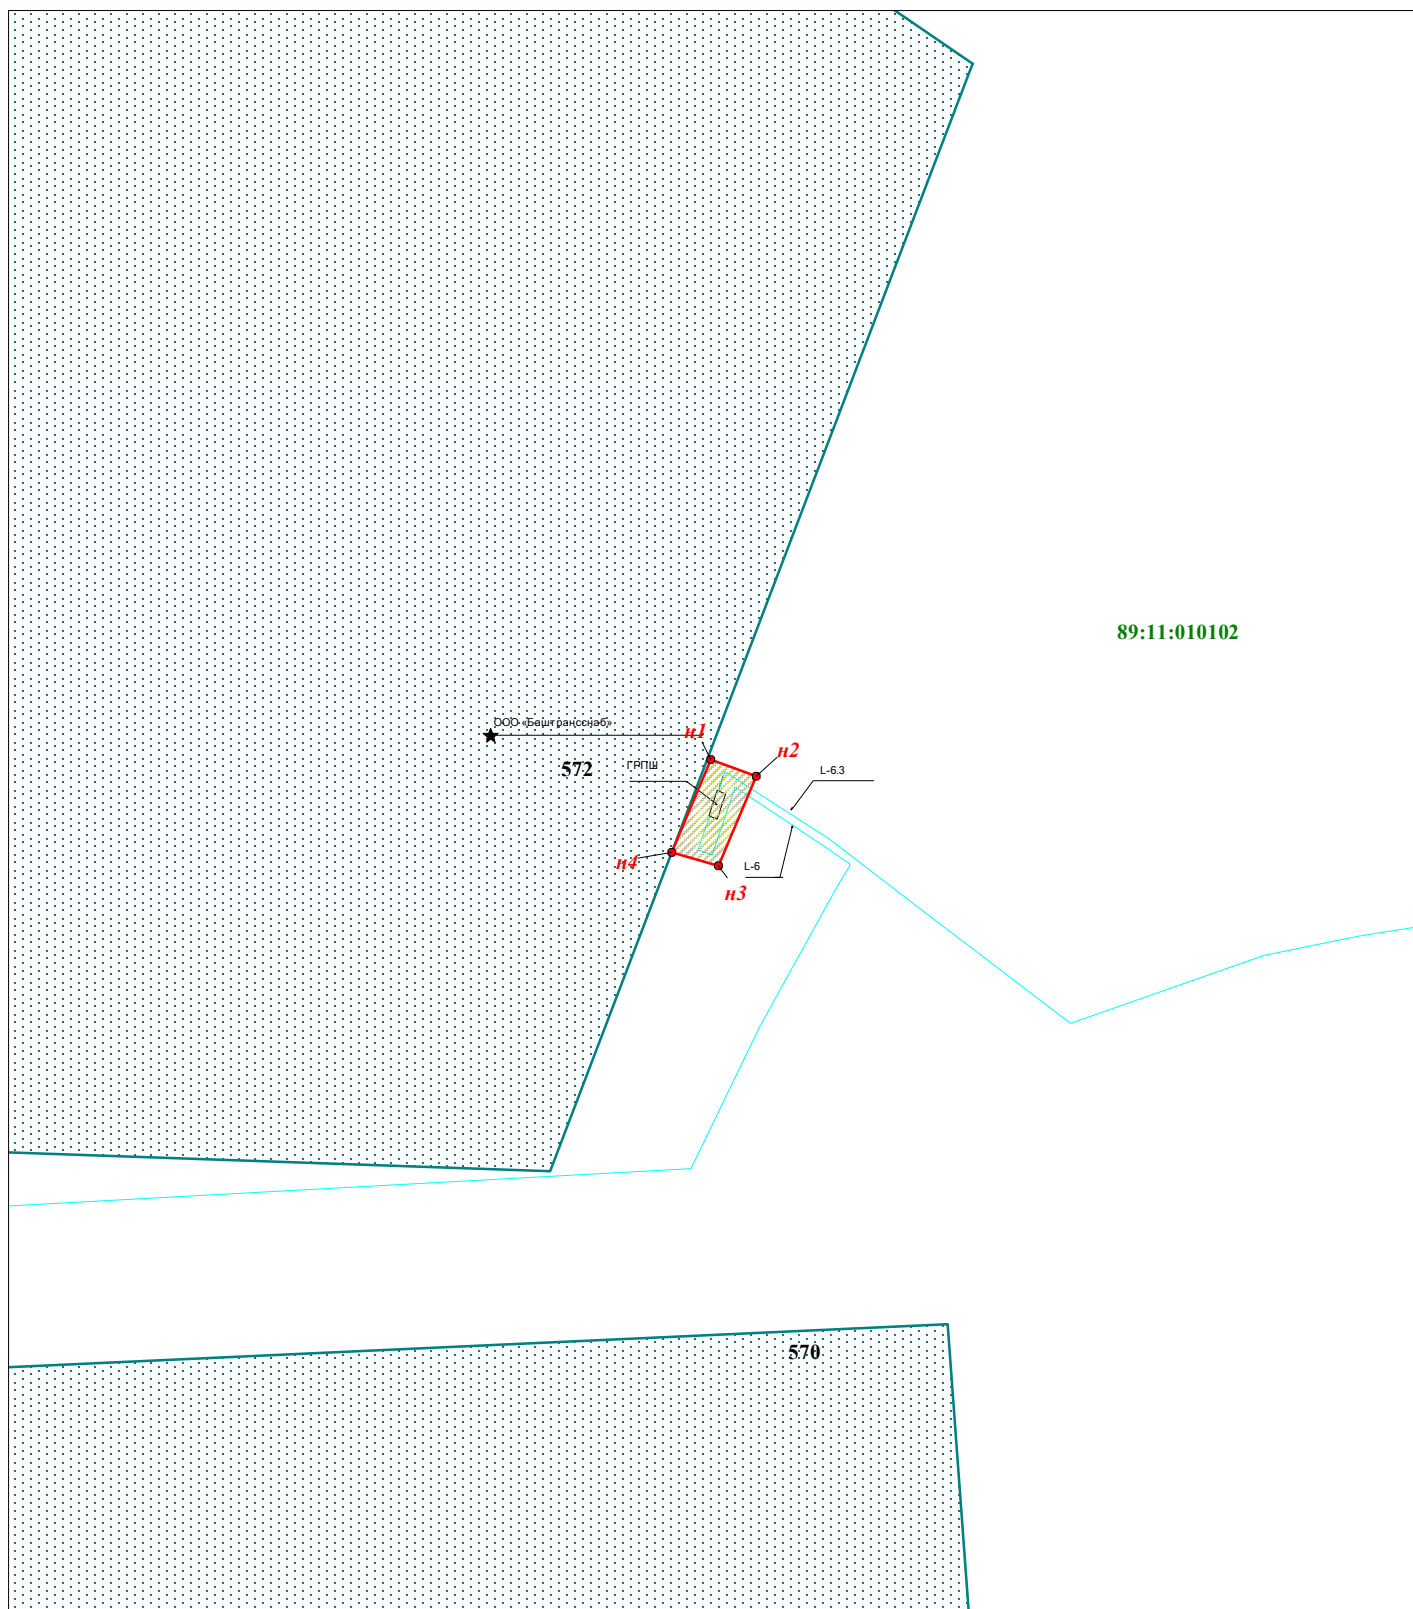 89:11:010102
ООО «Баштрансснаб»
н1
н2
572
ГРПШ
L-6.3
н4
L-6
н3
570